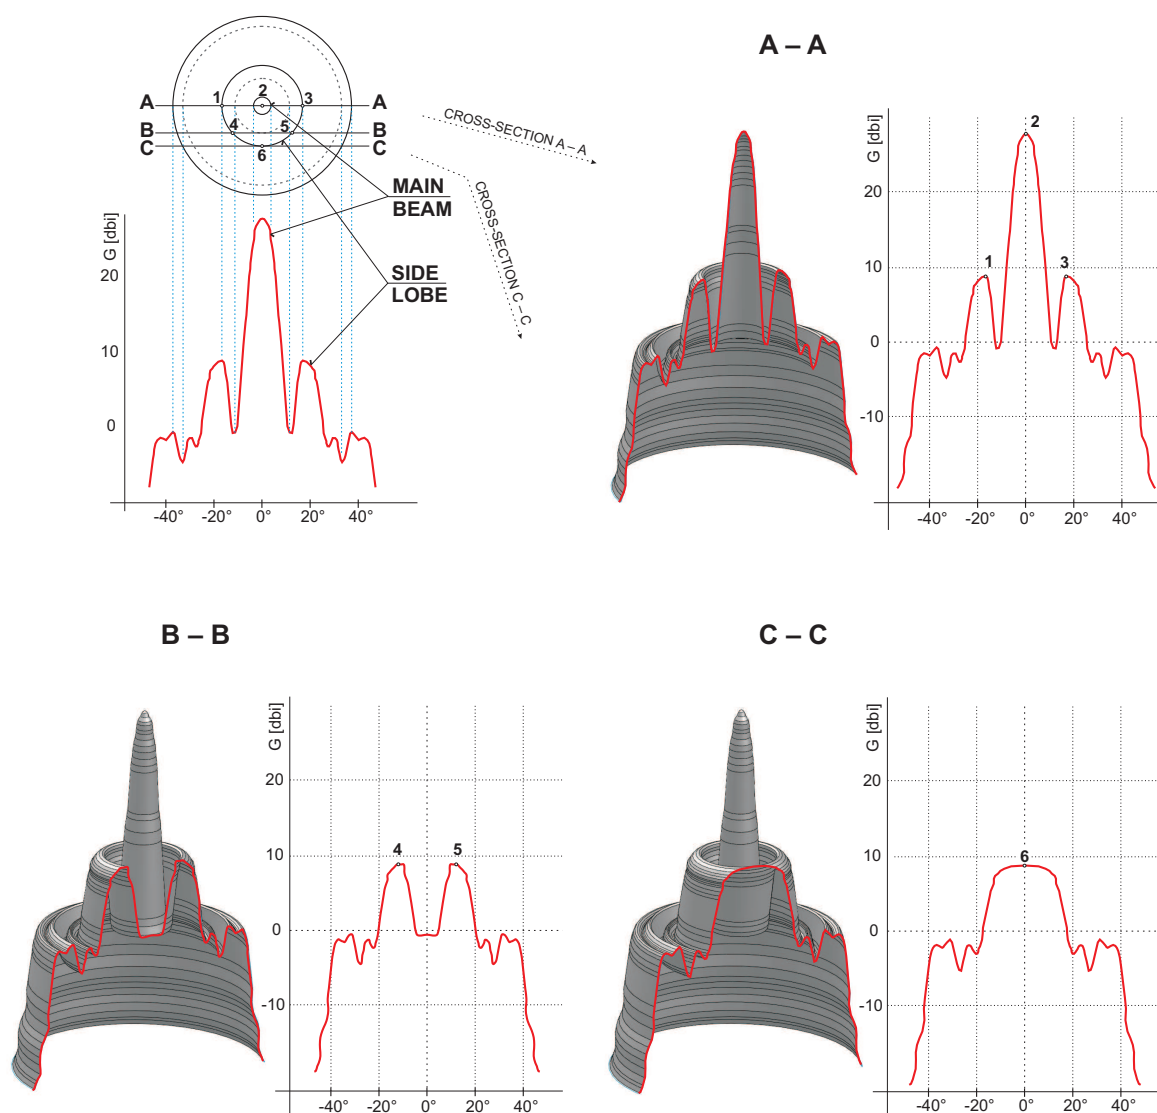 A – A
1 2 3
A A
4 5
B B
C C
6
CROSS-SECTION A – A
CROSS-SECTION C – C
MAIN
BEAM
SIDE
LOBE
G [dbi]
20
10
0
-40° -20° 0° 20° 40°
G [dbi]
2
20
1 3
10
0
-10
-40° -20° 0° 20° 40°
B – B
G [dbi]
20
10
4 5
0
-10
-40° -20° 0° 20° 40°
C – C
G [dbi]
20
10
6
0
-10
-40° -20° 0° 20° 40°